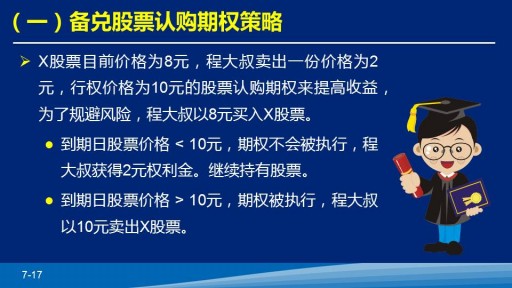 （一）备兑股票认购期权策略
X股票目前价格为8元，程大叔卖出一份价格为2
元，行权价格为10元的股票认购期权来提高收益，
为了规避风险，程大叔以8元买入X股票。
到期日股票价格 < 10元，期权不会被执行，程
大叔获得2元权利金。继续持有股票。
到期日股票价格 > 10元，期权被执行，程大叔
以10元卖出X股票。
7-17